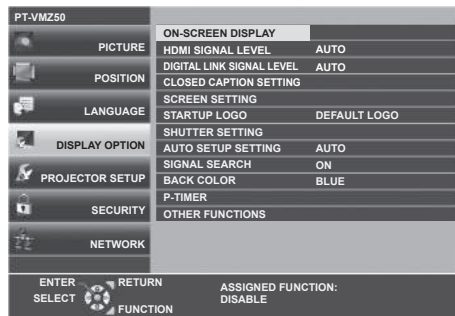 PT-VMZ50
PICTURE
POSITION
LANGUAGE
DISPLAY OPTION
PROJECTOR SETUP
SECURITY
NETWORK
ON-SCREEN DISPLAY
HDMI SIGNAL LEVEL AUTO
DIGITAL LINK SIGNAL LEVEL AUTO
CLOSED CAPTION SETTING
SCREEN SETTING
STARTUP LOGO DEFAULT LOGO
SHUTTER SETTING
AUTO SETUP SETTING AUTO
SIGNAL SEARCH ON
BACK COLOR BLUE
P-TIMER
OTHER FUNCTIONS
ENTER RETURN
SELECT
FUNCTION
ASSIGNED FUNCTION:
DISABLE